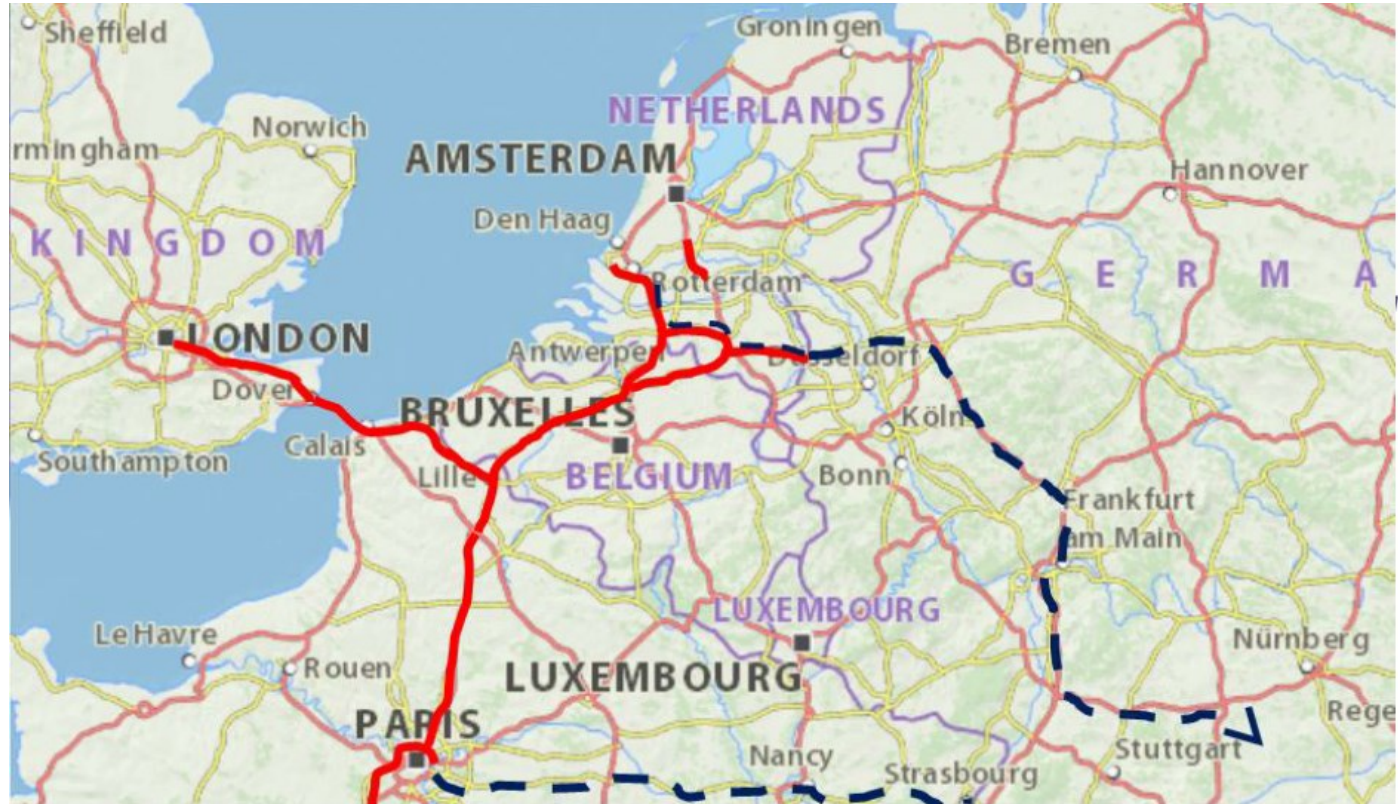 Sheffield
Groningen
Bremen
NETHERLANDS
Norwich
rmingham
AMSTERDAM
Hannover
Den Haag
KINGDOM
Rotterdam
GERMA
LONDON
Antwerpen
Düsseldorf
Dover
BRUXELLES
Köln
Calais
Southampton
Lille
BELGIUM
Bonn
Frankfurt
am Main
LUXEMBOURG
Le Havre
Rouen
LUXEMBOURG
Nürnberg
PARIS
Rege
Nancy
Stuttgart
Strasbourg